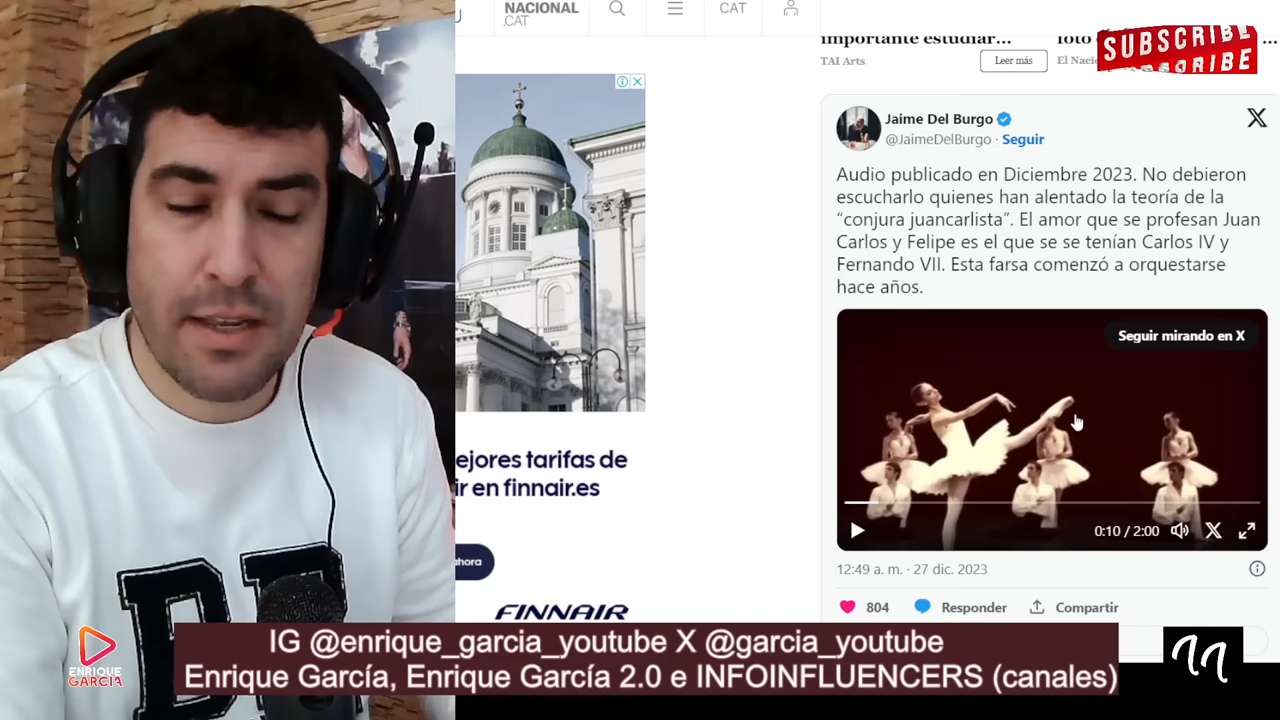 NACIONAL
.CAT
CAT
SUBSCRIBE
importante estudiar...
TAI Arts
Leer más
Jaime Del Burgo
@JaimeDelBurgo · Seguir
Audio publicado en Diciembre 2023. No debieron
escucharlo quienes han alentado la teoría de la
“conjura juancarlista”. El amor que se profesan Juan
Carlos y Felipe es el que se se tenían Carlos IV y
Fernando VII. Esta farsa comenzó a orquestarse
hace años.
Seguir mirando en X
0:10 / 2:00
12:49 a. m. · 27 dic. 2023
804
Responder
Compartir
ejores tarifas de
ir en finnair.es
ahora
FINNAIR
IG @enrique_garcia_youtube X @garcia_youtube
Enrique García, Enrique García 2.0 e INFOINFLUENCERS (canales)
ENRIQUE
GARCÍA